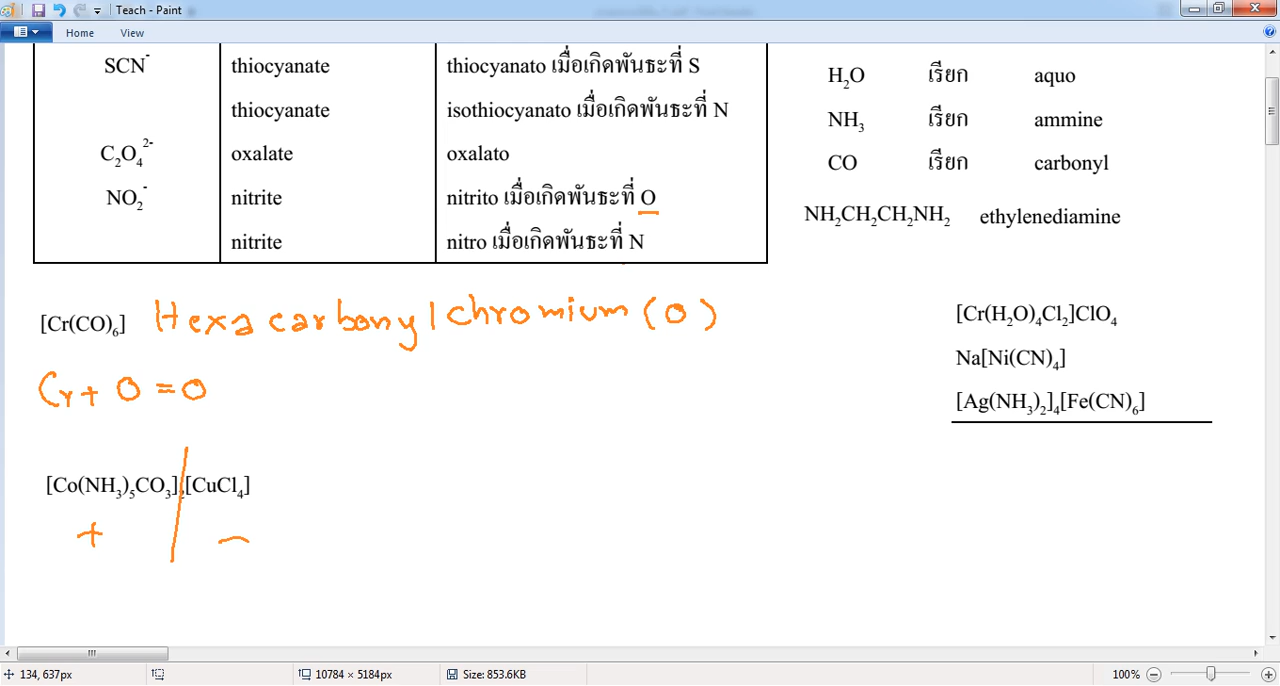 Teach - Paint
Home View
SCN⁻ thiocyanate thiocyanato เมื่อเกิดพันธะที่ S
thiocyanate isothiocyanato เมื่อเกิดพันธะที่ N
C₂O₄²⁻ oxalate oxalato
NO₂⁻ nitrite nitrito เมื่อเกิดพันธะที่ O
nitrite nitro เมื่อเกิดพันธะที่ N
H₂O เรียก aquo
NH₃ เรียก ammine
CO เรียก carbonyl
NH₂CH₂CH₂NH₂ ethylenediamine
[Cr(CO)₆] Hexa carbonyl chromium (0)
Cr + 0 = 0
[Cr(H₂O)₄Cl₂]ClO₄
Na[Ni(CN)₄]
[Ag(NH₃)₂]₄[Fe(CN)₆]
[Co(NH₃)₅CO₃]₂[CuCl₄]
+ −
134, 637px 10784 × 5184px Size: 853.6KB 100%